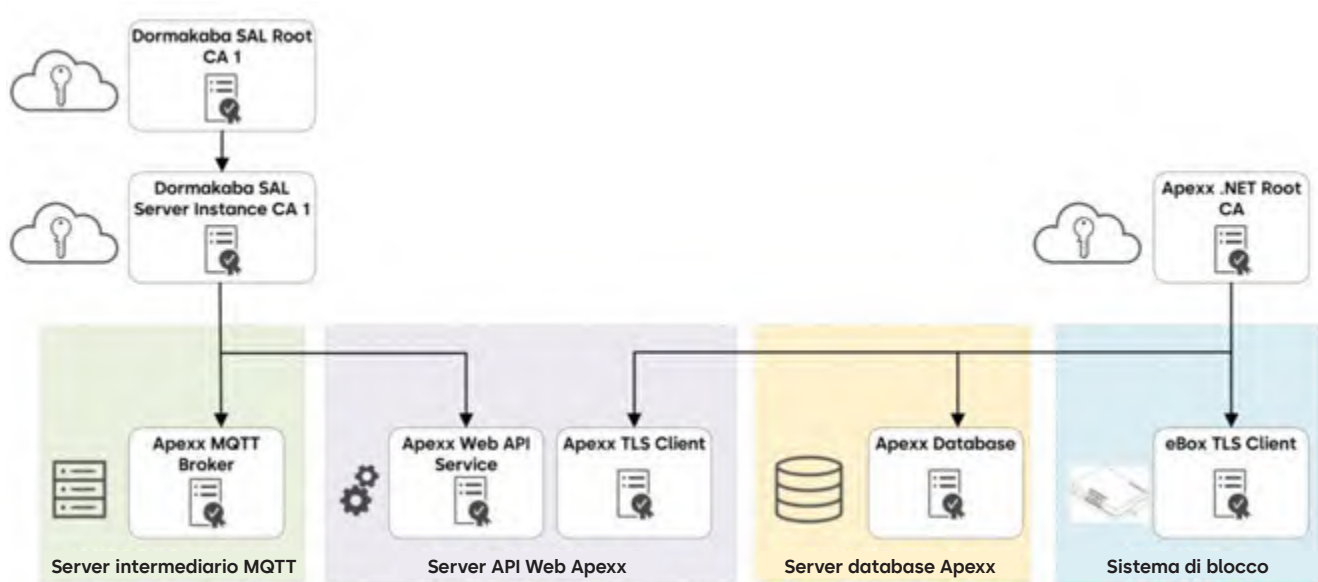 Dormakaba SAL Root
CA 1
Dormakaba SAL
Server Instance CA 1
Apexx .NET Root
CA
Apexx MQTT
Broker
Apexx Web API
Service
Apexx TLS Client
Apexx Database
eBox TLS Client
Server intermediario MQTT
Server API Web Apexx
Server database Apexx
Sistema di blocco